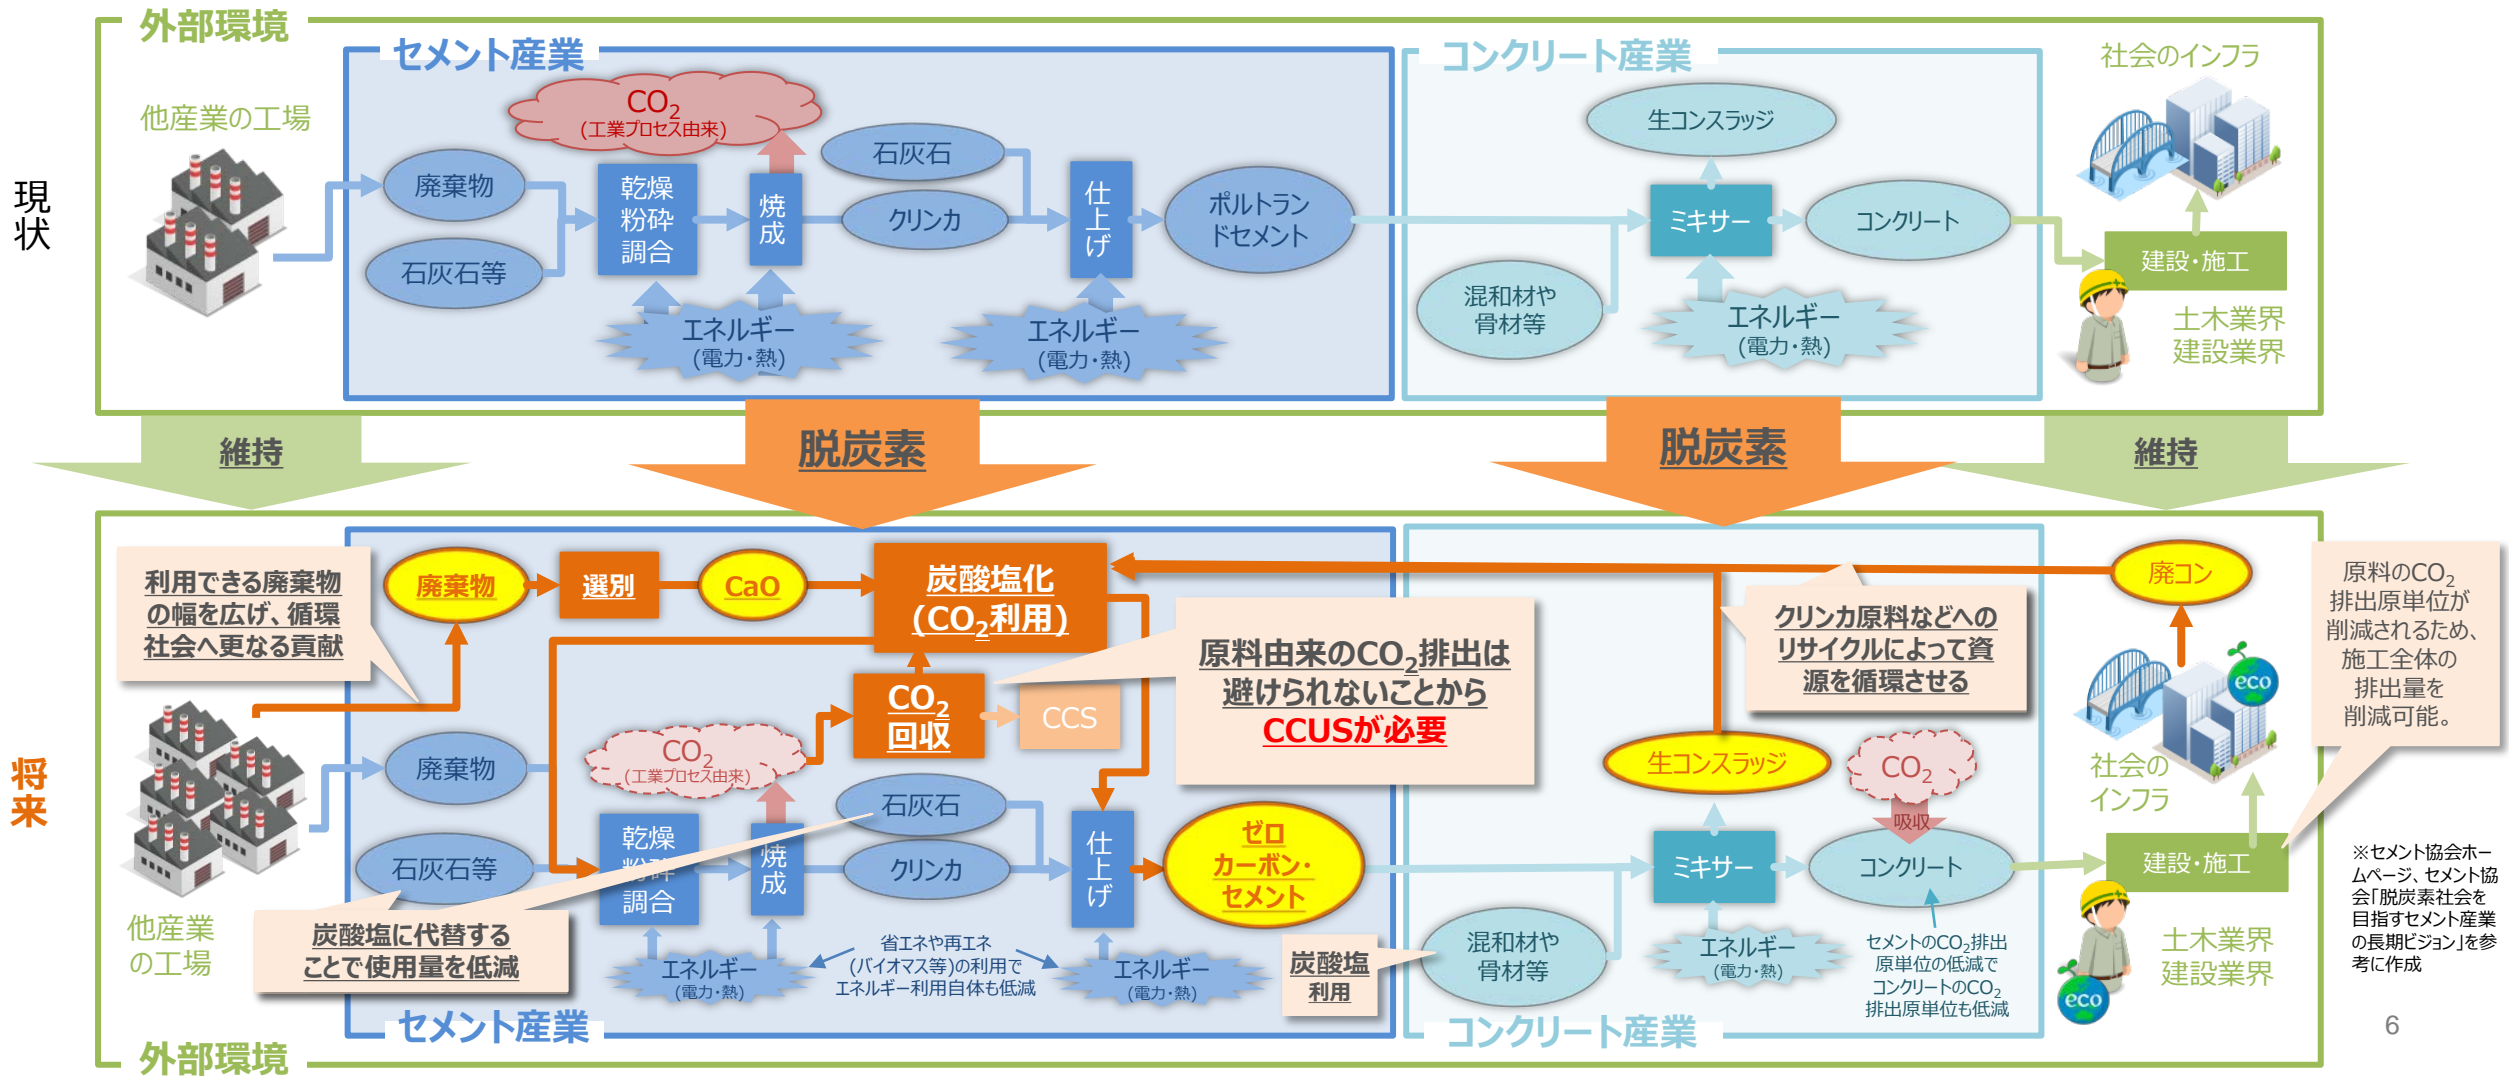 現状
外部環境
セメント産業
コンクリート産業
他産業の工場
CO2
(工業プロセス由来)
廃棄物
石灰石等
乾燥
粉砕
調合
焼成
石灰石
クリンカ
仕上げ
ポルトラン
ドセメント
エネルギー
(電力・熱)
エネルギー
(電力・熱)
生コンスラッジ
ミキサー
コンクリート
混和材や
骨材等
エネルギー
(電力・熱)
社会のインフラ
建設・施工
土木業界
建設業界
維持
脱炭素
脱炭素
維持
将来
利用できる廃棄物
の幅を広げ、循環
社会へ更なる貢献
廃棄物
選別
CaO
炭酸塩化
(CO2利用)
CO2
回収
CCS
原料由来のCO2排出は
避けられないことから
CCUSが必要
クリンカ原料などへの
リサイクルによって資
源を循環させる
廃コン
原料のCO2
排出原単位が
削減されるため、
施工全体の
排出量を
削減可能。
他産業
の工場
廃棄物
石灰石等
CO2
(工業プロセス由来)
乾燥
粉砕
調合
焼成
石灰石
クリンカ
仕上げ
ゼロ
カーボン・
セメント
炭酸塩に代替する
ことで使用量を低減
エネルギー
(電力・熱)
省エネや再エネ
(バイオマス等)の利用で
エネルギー利用自体も低減
エネルギー
(電力・熱)
炭酸塩
利用
生コンスラッジ
CO2
吸収
ミキサー
コンクリート
混和材や
骨材等
エネルギー
(電力・熱)
セメントのCO2排出
原単位の低減で
コンクリートのCO2
排出原単位も低減
eco
社会の
インフラ
建設・施工
土木業界
建設業界
eco
※セメント協会ホー
ムページ、セメント協
会「脱炭素社会を
目指すセメント産業
の長期ビジョン」を参
考に作成
セメント産業
コンクリート産業
外部環境
6